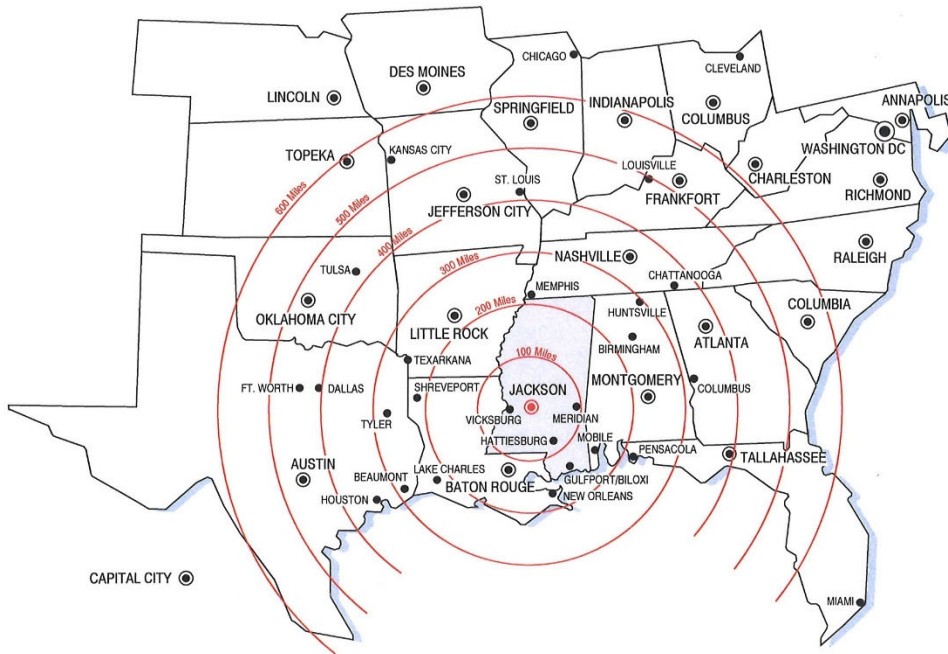 CHICAGO
CLEVELAND
DES MOINES
LINCOLN
SPRINGFIELD
INDIANAPOLIS
COLUMBUS
ANNAPOLIS
WASHINGTON DC
TOPEKA
KANSAS CITY
ST. LOUIS
LOUISVILLE
FRANKFORT
CHARLESTON
RICHMOND
JEFFERSON CITY
600 Miles
500 Miles
400 Miles
300 Miles
200 Miles
100 Miles
NASHVILLE
RALEIGH
TULSA
CHATTANOOGA
MEMPHIS
OKLAHOMA CITY
LITTLE ROCK
HUNTSVILLE
COLUMBIA
ATLANTA
BIRMINGHAM
TEXARKANA
FT. WORTH
DALLAS
SHREVEPORT
JACKSON
MONTGOMERY
COLUMBUS
TYLER
VICKSBURG
MERIDIAN
HATTIESBURG
MOBILE
PENSACOLA
TALLAHASSEE
AUSTIN
BEAUMONT
LAKE CHARLES
BATON ROUGE
GULFPORT/BILOXI
NEW ORLEANS
HOUSTON
CAPITAL CITY
MIAMI